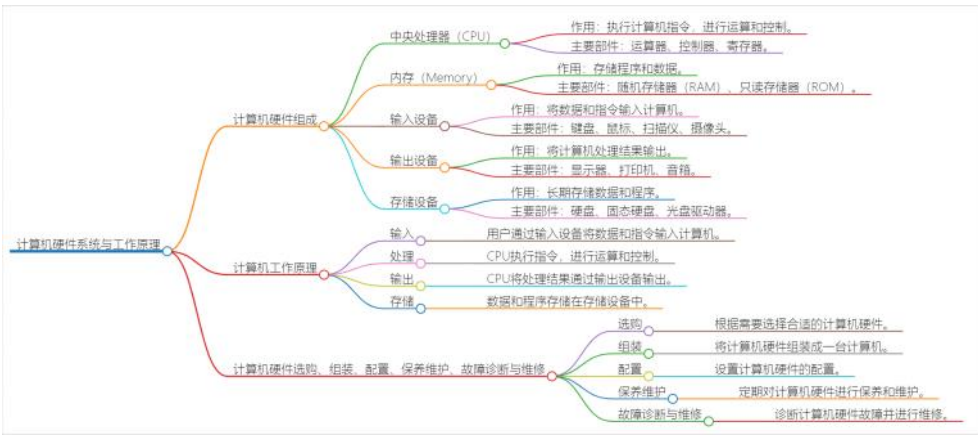 计算机硬件系统与工作原理
计算机硬件组成
中央处理器（CPU）
作用：执行计算机指令，进行运算和控制。
主要部件：运算器、控制器、寄存器。
内存（Memory）
作用：存储程序和数据。
主要部件：随机存储器（RAM）、只读存储器（ROM）。
输入设备
作用：将数据和指令输入计算机。
主要部件：键盘、鼠标、扫描仪、摄像头。
输出设备
作用：将计算机处理结果输出。
主要部件：显示器、打印机、音箱。
存储设备
作用：长期存储数据和程序。
主要部件：硬盘、固态硬盘、光盘驱动器。
计算机工作原理
输入
用户通过输入设备将数据和指令输入计算机。
处理
CPU执行指令，进行运算和控制。
输出
CPU将处理结果通过输出设备输出。
存储
数据和程序存储在存储设备中。
计算机硬件选购、组装、配置、保养维护、故障诊断与维修
选购
根据需要选择合适的计算机硬件。
组装
将计算机硬件组装成一台计算机。
配置
设置计算机硬件的配置。
保养维护
定期对计算机硬件进行保养和维护。
故障诊断与维修
诊断计算机硬件故障并进行维修。